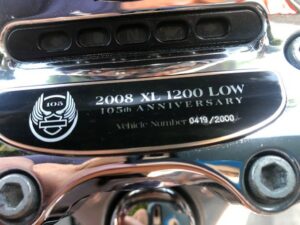 105
2008 XL 1200 LOW
105th ANNIVERSARY
Vehicle Number 0419/2000